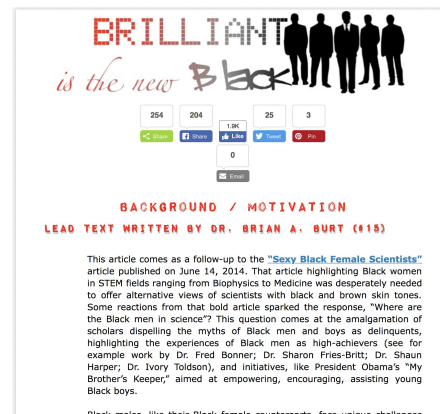 BRILLIANT
is the new Black
254 204 25 3
1.9K
Share Share Like Tweet Pin
0
Email
BACKGROUND / MOTIVATION
LEAD TEXT WRITTEN BY DR. BRIAN A. BURT (#15)
This article comes as a follow-up to the “Sexy Black Female Scientists”
article published on June 14, 2014. That article highlighting Black women
in STEM fields ranging from Biophysics to Medicine was desperately needed
to offer alternative views of scientists with black and brown skin tones.
Some reactions from that bold article sparked the response, “Where are
the Black men in science”? This question comes at the amalgamation of
scholars dispelling the myths of Black men and boys as delinquents,
highlighting the experiences of Black men as high-achievers (see for
example work by Dr. Fred Bonner; Dr. Sharon Fries-Britt; Dr. Shaun
Harper; Dr. Ivory Toldson), and initiatives, like President Obama’s “My
Brother’s Keeper,” aimed at empowering, encouraging, assisting young
Black boys.